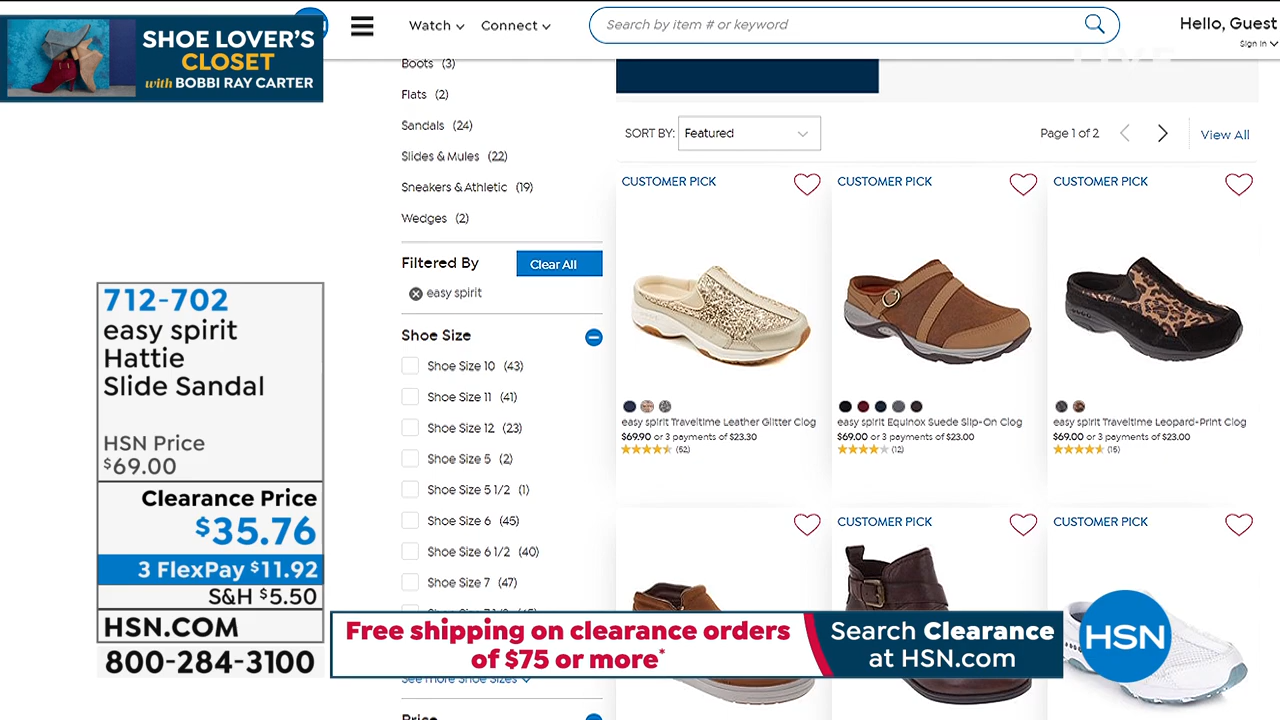 SHOE LOVER'S
CLOSET
with BOBBI RAY CARTER
Watch
Connect
Search by item # or keyword
Hello, Guest
Sign In
LIVE
Boots (3)
Flats (2)
Sandals (24)
Slides & Mules (22)
Sneakers & Athletic (19)
Wedges (2)
Filtered By
Clear All
easy spirit
Shoe Size
Shoe Size 10 (43)
Shoe Size 11 (41)
Shoe Size 12 (23)
Shoe Size 5 (2)
Shoe Size 5 1/2 (1)
Shoe Size 6 (45)
Shoe Size 6 1/2 (40)
Shoe Size 7 (47)
See more Shoe Sizes
Price
SORT BY: Featured
Page 1 of 2
View All
CUSTOMER PICK
easy spirit Traveltime Leather Glitter Clog
$69.90 or 3 payments of $23.30
(52)
CUSTOMER PICK
easy spirit Equinox Suede Slip-On Clog
$69.00 or 3 payments of $23.00
(12)
CUSTOMER PICK
easy spirit Traveltime Leopard-Print Clog
$69.00 or 3 payments of $23.00
(15)
CUSTOMER PICK
CUSTOMER PICK
712-702
easy spirit
Hattie
Slide Sandal
HSN Price
$69.00
Clearance Price
$35.76
3 FlexPay $11.92
S&H $5.50
HSN.COM
800-284-3100
Free shipping on clearance orders
of $75 or more*
Search Clearance
at HSN.com
HSN